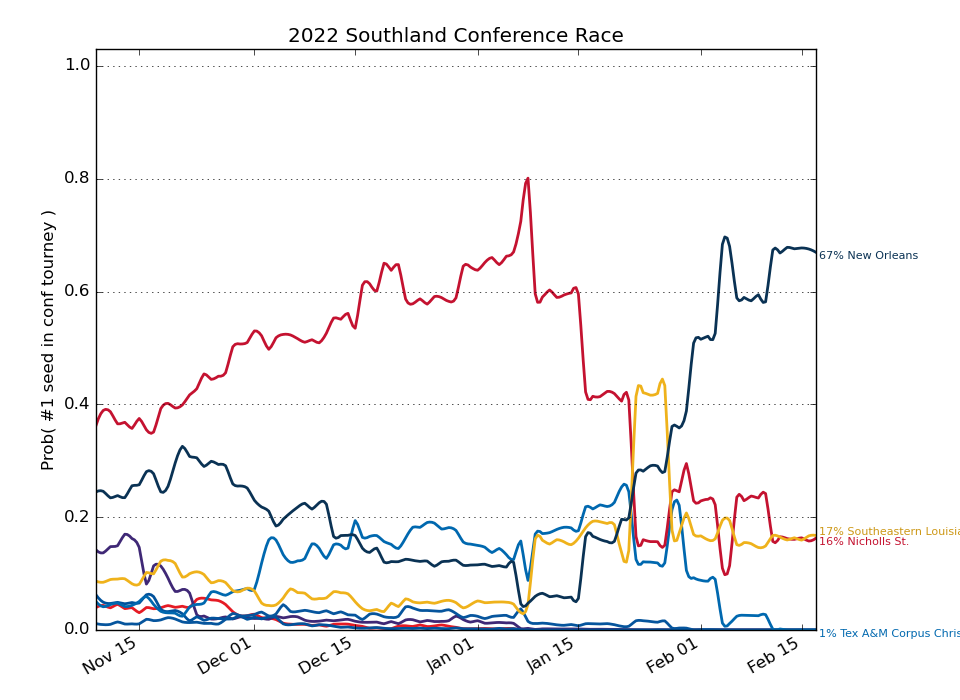 2022 Southland Conference Race
Prob( #1 seed in conf tourney )
1.0
0.8
0.6
0.4
0.2
0.0
67% New Orleans
17% Southeastern Louisia
16% Nicholls St.
1% Tex A&M Corpus Chris
Nov 15
Dec 01
Dec 15
Jan 01
Jan 15
Feb 01
Feb 15